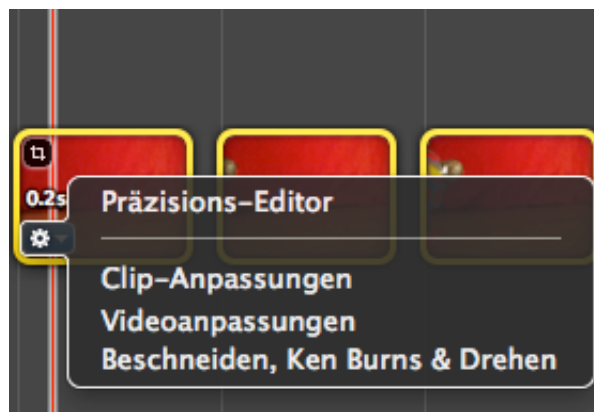 0.2s
Präzisions-Editor
Clip-Anpassungen
Videoanpassungen
Beschneiden, Ken Burns & Drehen